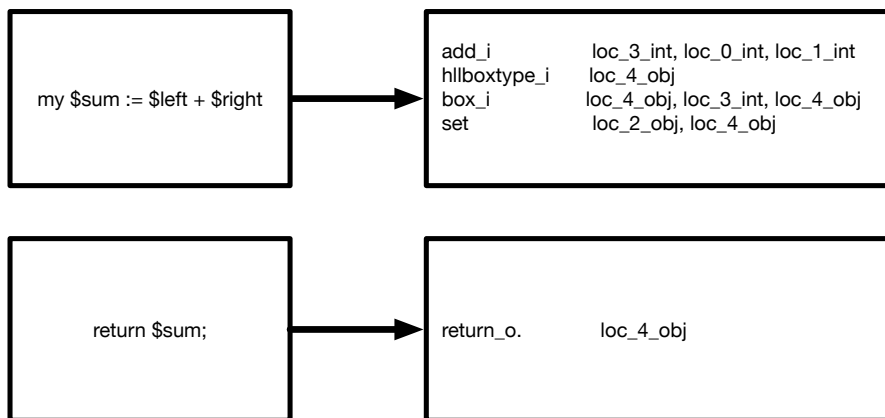 my $sum := $left + $right
add_i loc_3_int, loc_0_int, loc_1_int
hllboxtype_i loc_4_obj
box_i loc_4_obj, loc_3_int, loc_4_obj
set loc_2_obj, loc_4_obj
return $sum;
return_o. loc_4_obj